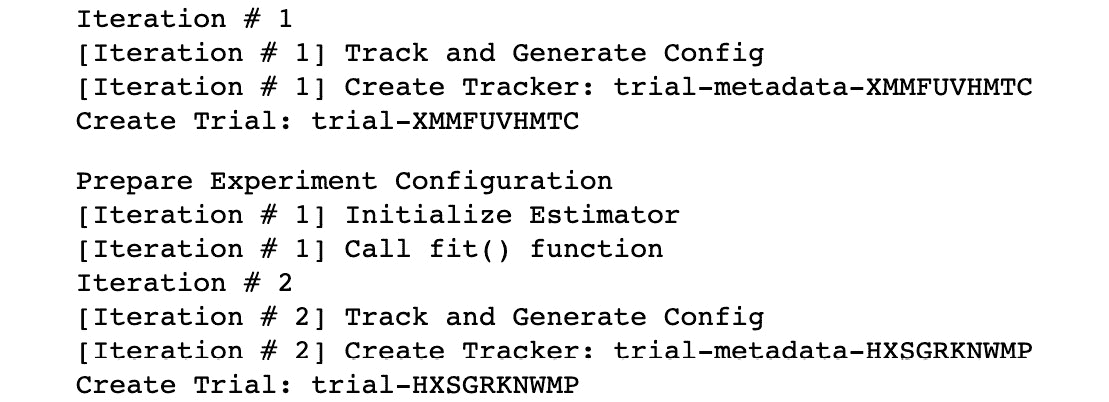 Iteration # 1
[Iteration # 1] Track and Generate Config
[Iteration # 1] Create Tracker: trial-metadata-XMMFUVHMTC
Create Trial: trial-XMMFUVHMTC
Prepare Experiment Configuration
[Iteration # 1] Initialize Estimator
[Iteration # 1] Call fit() function
Iteration # 2
[Iteration # 2] Track and Generate Config
[Iteration # 2] Create Tracker: trial-metadata-HXSGRKNWMP
Create Trial: trial-HXSGRKNWMP